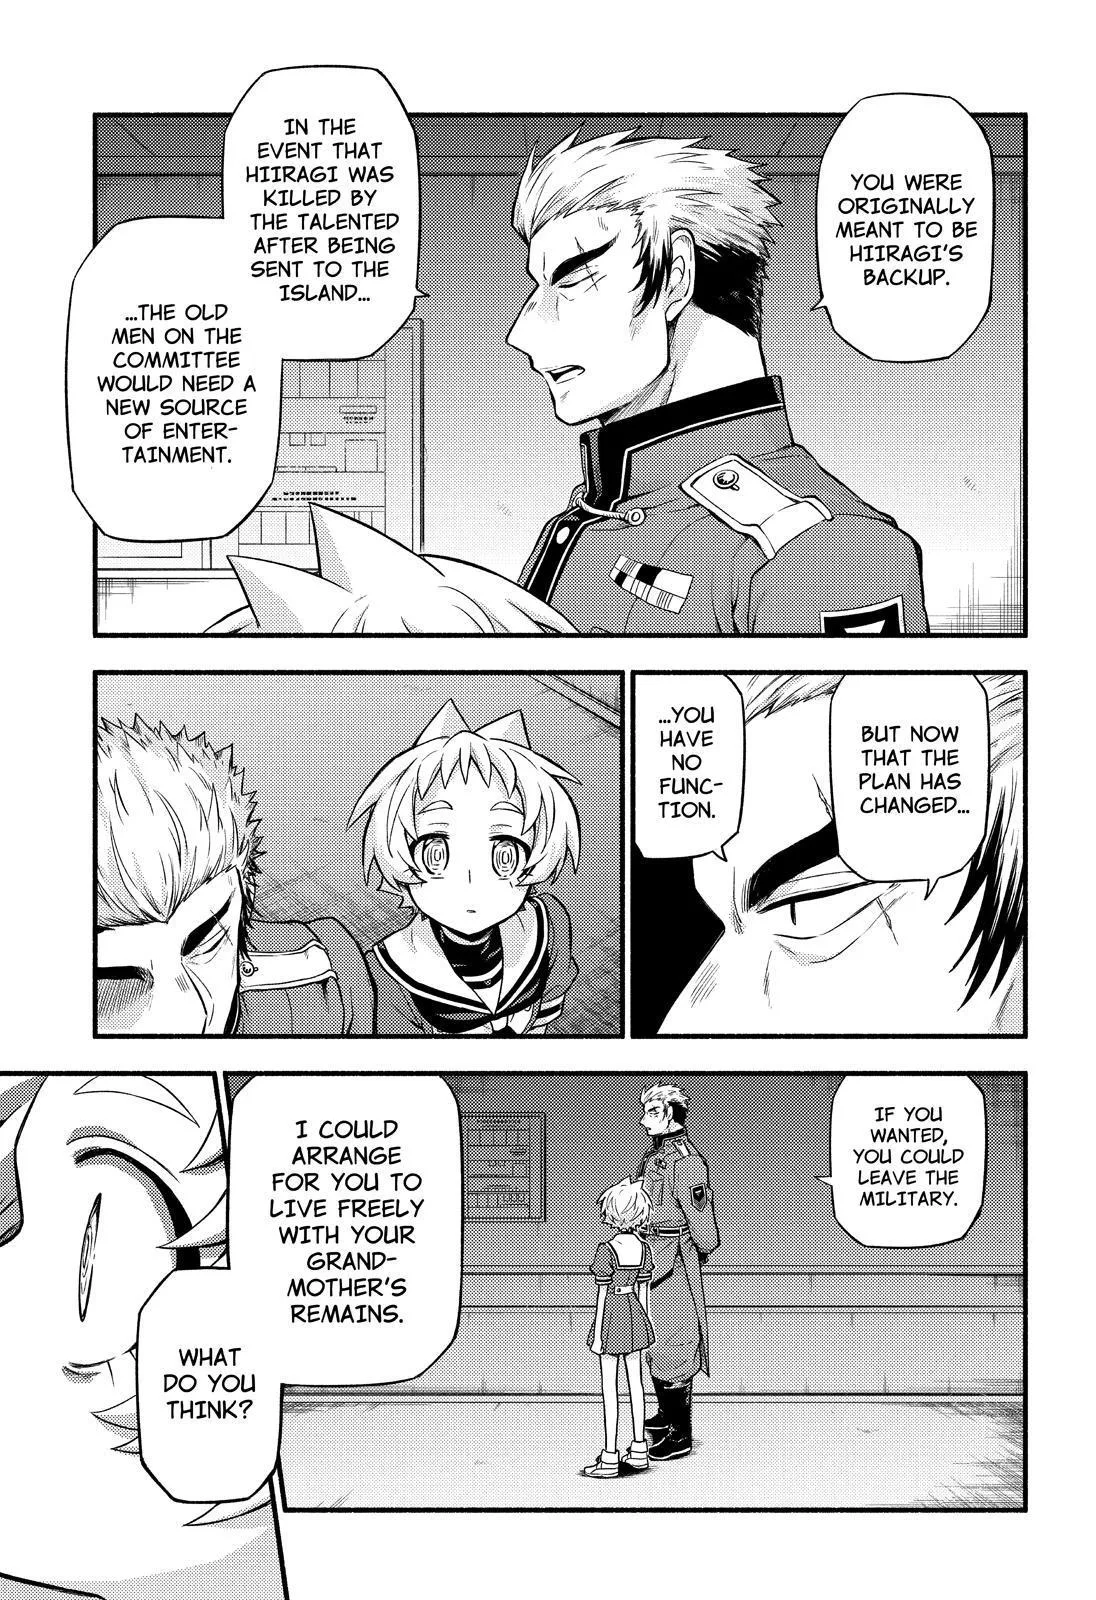 YOU WERE
ORIGINALLY
MEANT TO BE
HIIRAGI'S
BACKUP.
IN THE
EVENT THAT
HIIRAGI WAS
KILLED BY
THE TALENTED
AFTER BEING
SENT TO THE
ISLAND...
...THE OLD
MEN ON THE
COMMITTEE
WOULD NEED A
NEW SOURCE
OF ENTER-
TAINMENT.
BUT NOW
THAT THE
PLAN HAS
CHANGED...
...YOU
HAVE
NO
FUNC-
TION.
IF YOU
WANTED,
YOU COULD
LEAVE THE
MILITARY.
I COULD
ARRANGE
FOR YOU TO
LIVE FREELY
WITH YOUR
GRAND-
MOTHER'S
REMAINS.
WHAT
DO YOU
THINK?